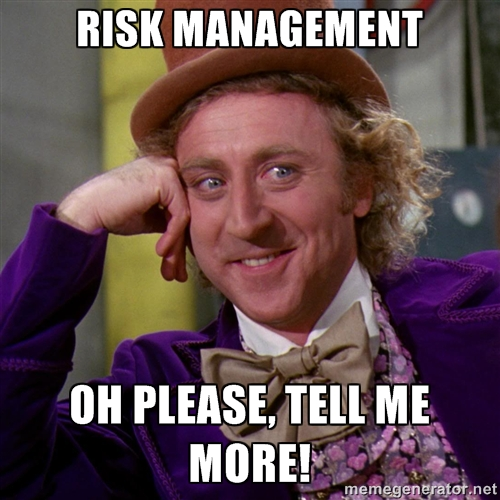 RISK MANAGEMENT
OH PLEASE, TELL ME
MORE!
memegenerator.net